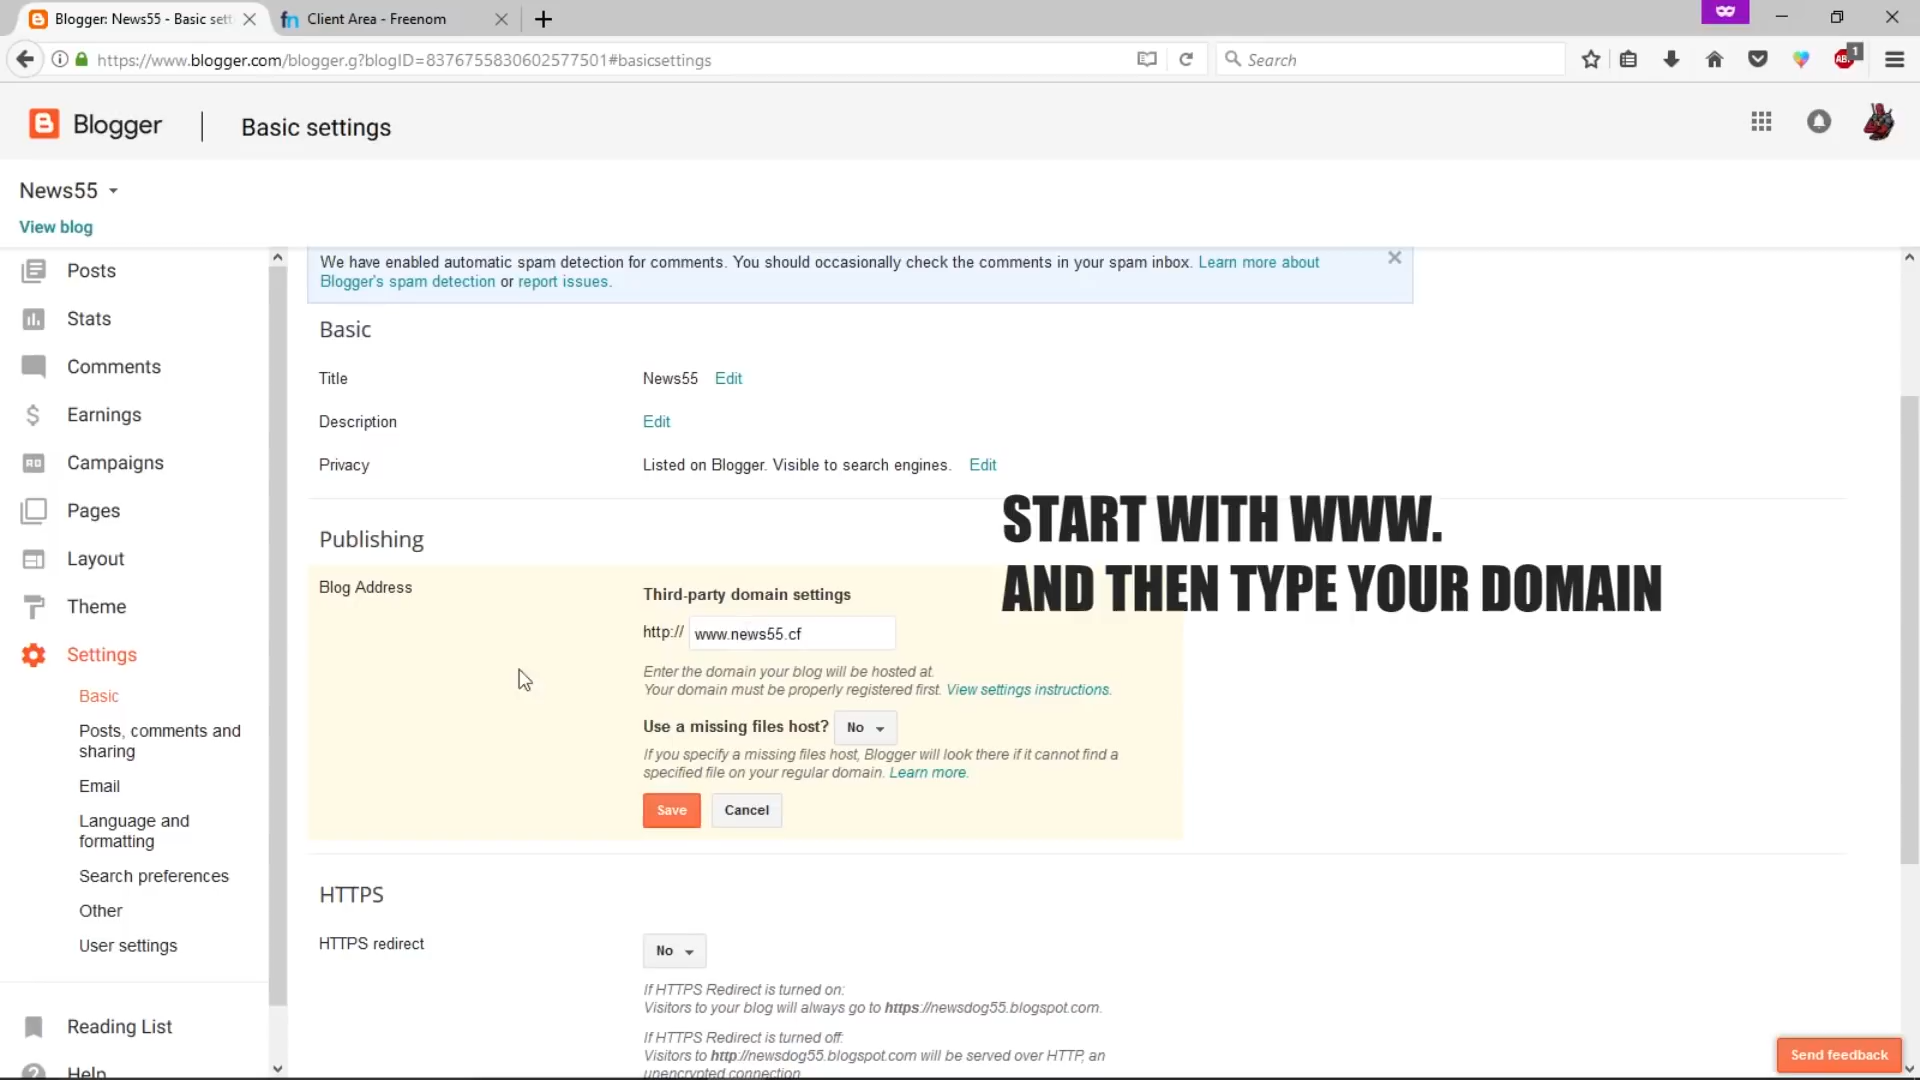 Blogger: News55 - Basic sett
Client Area - Freenom
https://www.blogger.com/blogger.g?blogID=8376755830602577501#basicsettings
Search
ABP
1
Blogger
Basic settings
News55
View blog
Posts
Stats
Comments
Earnings
Campaigns
Pages
Layout
Theme
Settings
Basic
Posts, comments and
sharing
Email
Language and
formatting
Search preferences
Other
User settings
Reading List
Help
We have enabled automatic spam detection for comments. You should occasionally check the comments in your spam inbox. Learn more about
Blogger's spam detection or report issues.
Basic
Title
News55 Edit
Description
Edit
Privacy
Listed on Blogger. Visible to search engines. Edit
START WITH WWW.
AND THEN TYPE YOUR DOMAIN
Publishing
Blog Address
Third-party domain settings
http:// www.news55.cf
Enter the domain your blog will be hosted at.
Your domain must be properly registered first. View settings instructions.
Use a missing files host? No
If you specify a missing files host, Blogger will look there if it cannot find a
specified file on your regular domain. Learn more.
Save Cancel
HTTPS
HTTPS redirect
No
If HTTPS Redirect is turned on:
Visitors to your blog will always go to https://newsdog55.blogspot.com.
If HTTPS Redirect is turned off:
Visitors to http://newsdog55.blogspot.com will be served over HTTP, an
unencrypted connection
Send feedback